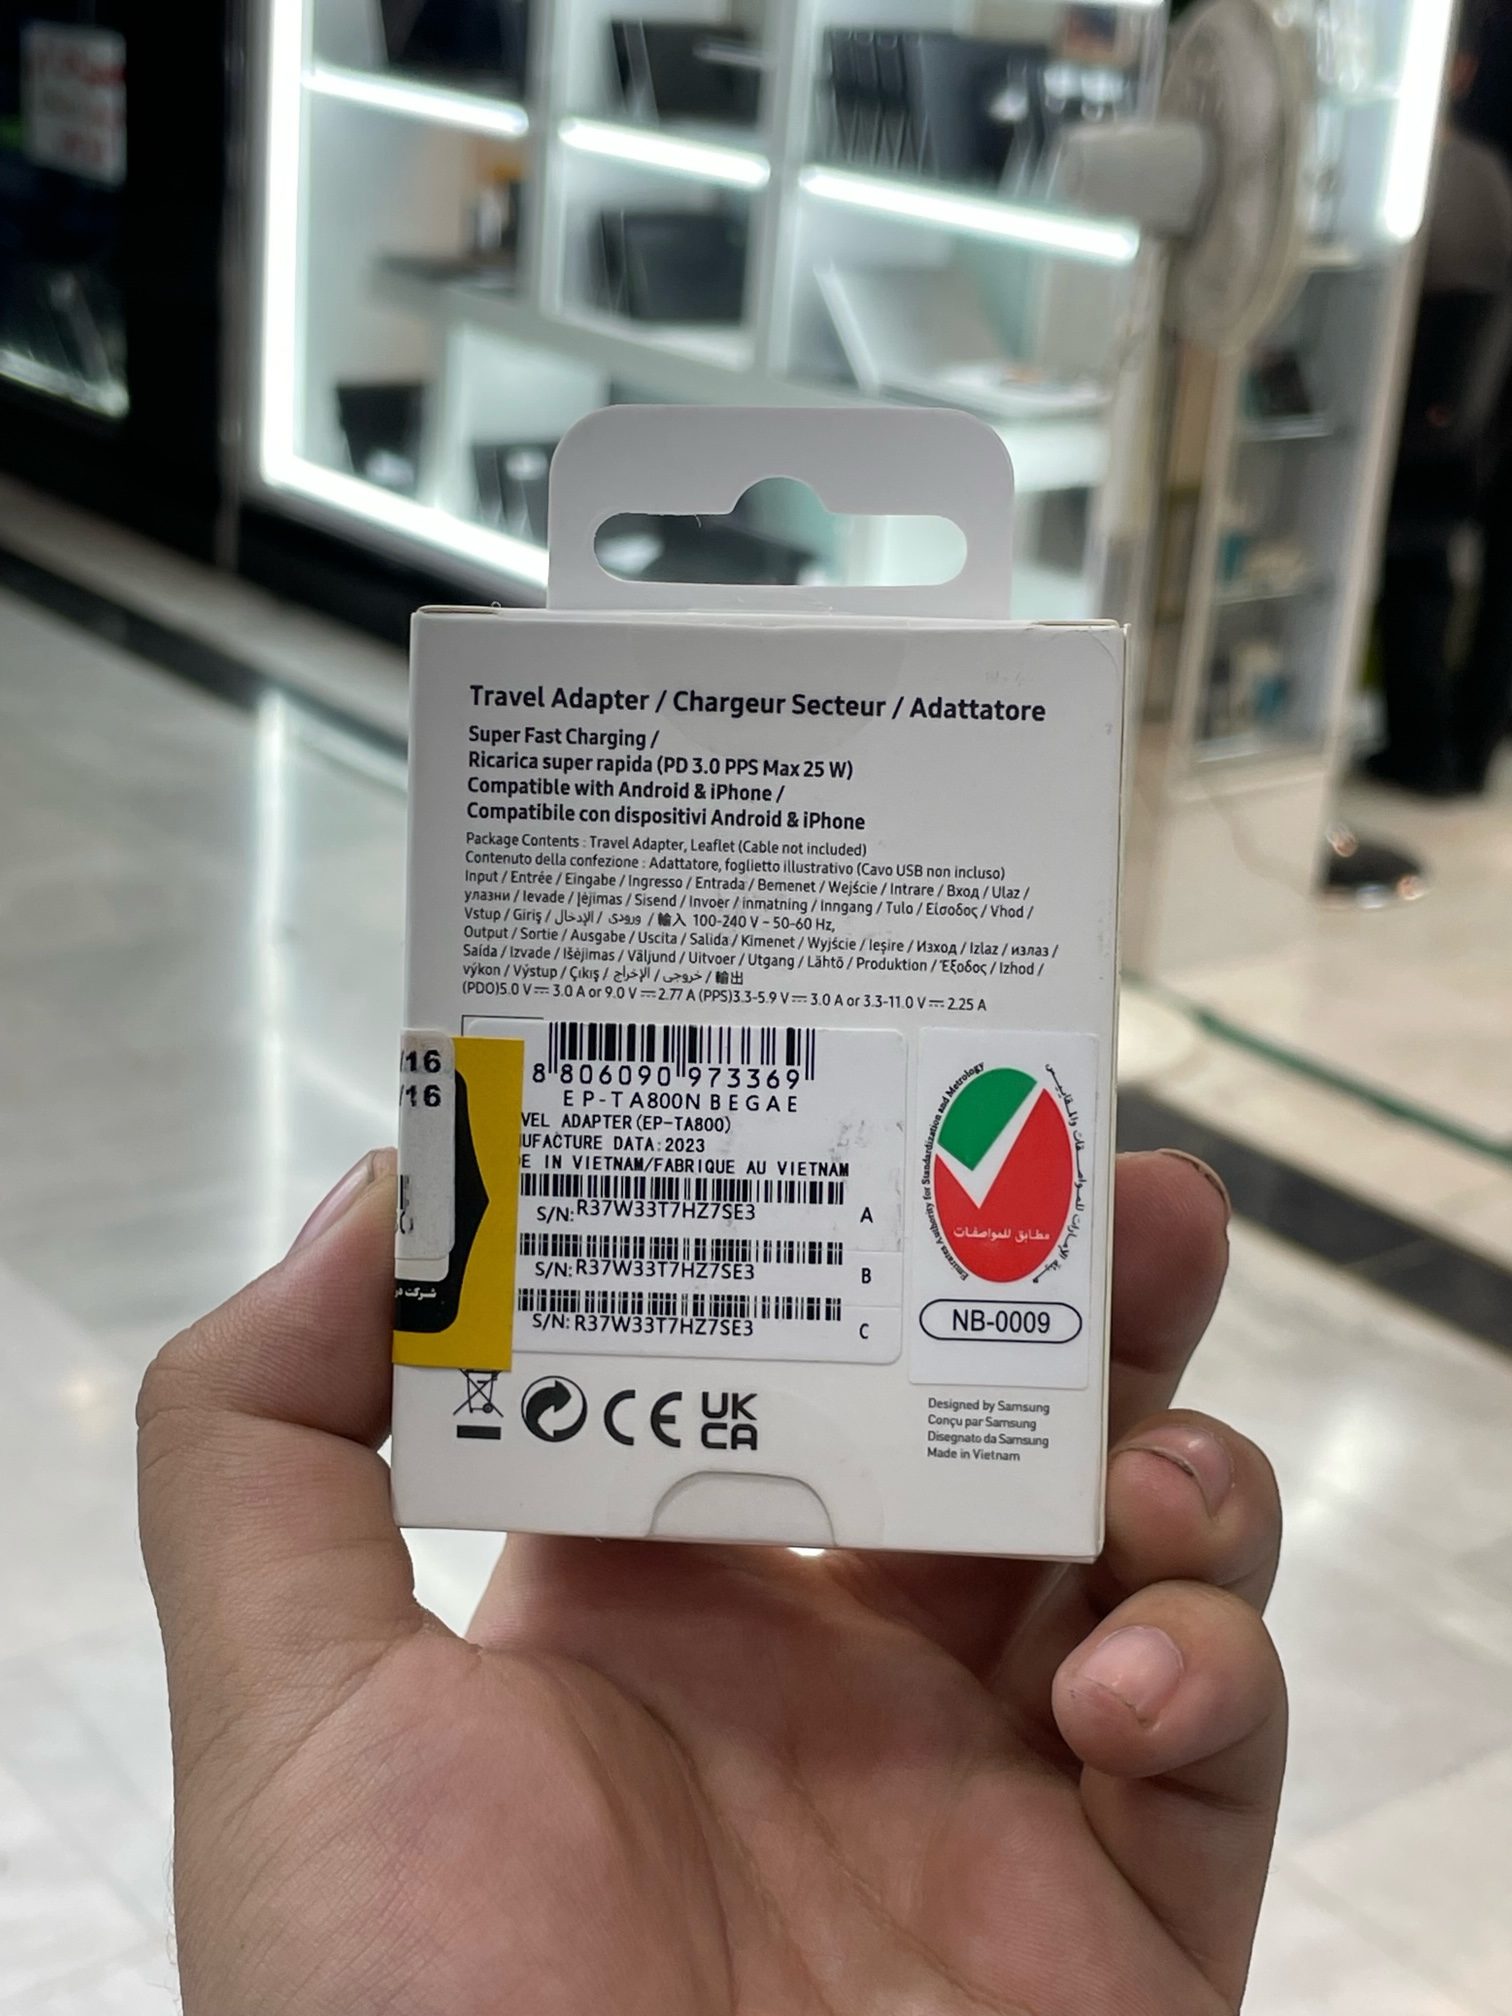 Travel Adapter / Chargeur Secteur / Adattatore
Super Fast Charging /
Ricarica super rapida (PD 3.0 PPS Max 25 W)
Compatible with Android & iPhone /
Compatibile con dispositivi Android & iPhone
Package Contents : Travel Adapter, Leaflet (Cable not included)
Contenuto della confezione : Adattatore, foglietto illustrativo (Cavo USB non incluso)
Input / Entrée / Eingabe / Ingresso / Entrada / Bemenet / Wejście / Intrare / Вход / Ulaz /
улазни / Ievade / Įėjimas / Sisend / Invoer / Inmatning / Inngang / Tulo / Είσοδος / Vhod /
Vstup / Giriş / الإدخال / ورودی / 輸入 100-240 V ~ 50-60 Hz,
Output / Sortie / Ausgabe / Uscita / Salida / Kimenet / Wyjście / Ieşire / Изход / Izlaz / излаз /
Saída / Izvade / Išėjimas / Väljund / Uitvoer / Utgang / Lähtö / Produktion / Έξοδος / Izhod /
výkon / Výstup / Çıkış / الإخراج / خروجی / 輸出
(PDO)5.0 V⎓ 3.0 A or 9.0 V⎓2.77 A (PPS)3.3-5.9 V⎓ 3.0 A or 3.3-11.0 V⎓ 2.25 A
/16
/16
8 806090 973369
EP-TA800NBEGAE
VEL ADAPTER(EP-TA800)
UFACTURE DATA:2023
E IN VIETNAM/FABRIQUE AU VIETNAM
S/N:R37W33T7HZ7SE3 A
S/N:R37W33T7HZ7SE3 B
S/N:R37W33T7HZ7SE3 C
شرکت
Emirates Authority for Standardization and Metrology
هيئة الإمارات للمواصفات والمقاييس
مطابق للمواصفات
NB-0009
CE
UK
CA
Designed by Samsung
Conçu par Samsung
Disegnato da Samsung
Made in Vietnam